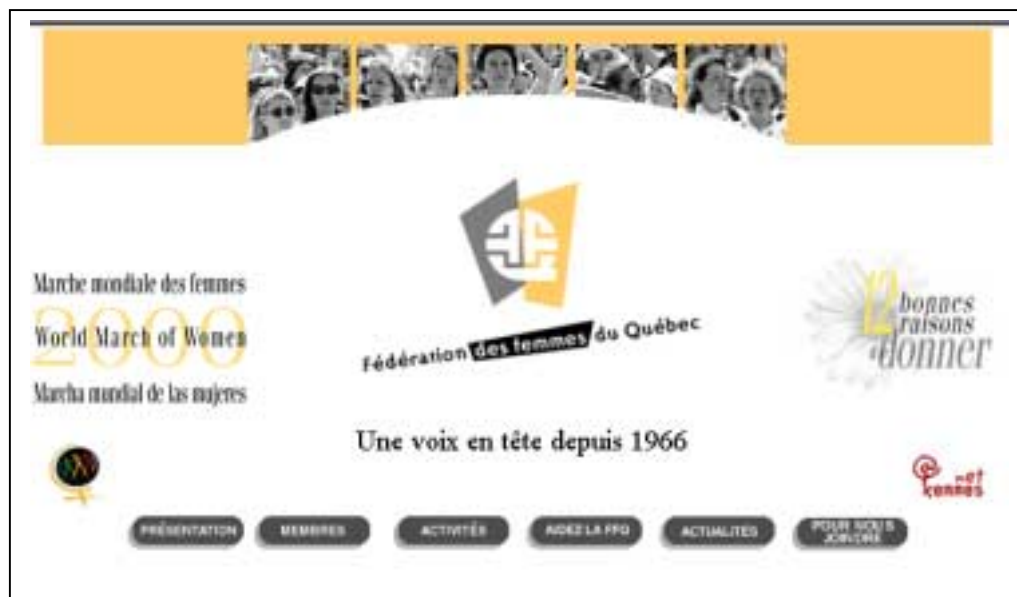 Marche mondiale des femmes
2000
World March of Women
Marcha mundial de las mujeres
Fédération des femmes du Québec
12 bonnes
raisons
donner
Une voix en tête depuis 1966
PRÉSENTATION
MEMBRES
ACTIVITÉS
AIDEZ LA FFQ
ACTUALITÉS
POUR NOUS
JOINDRE